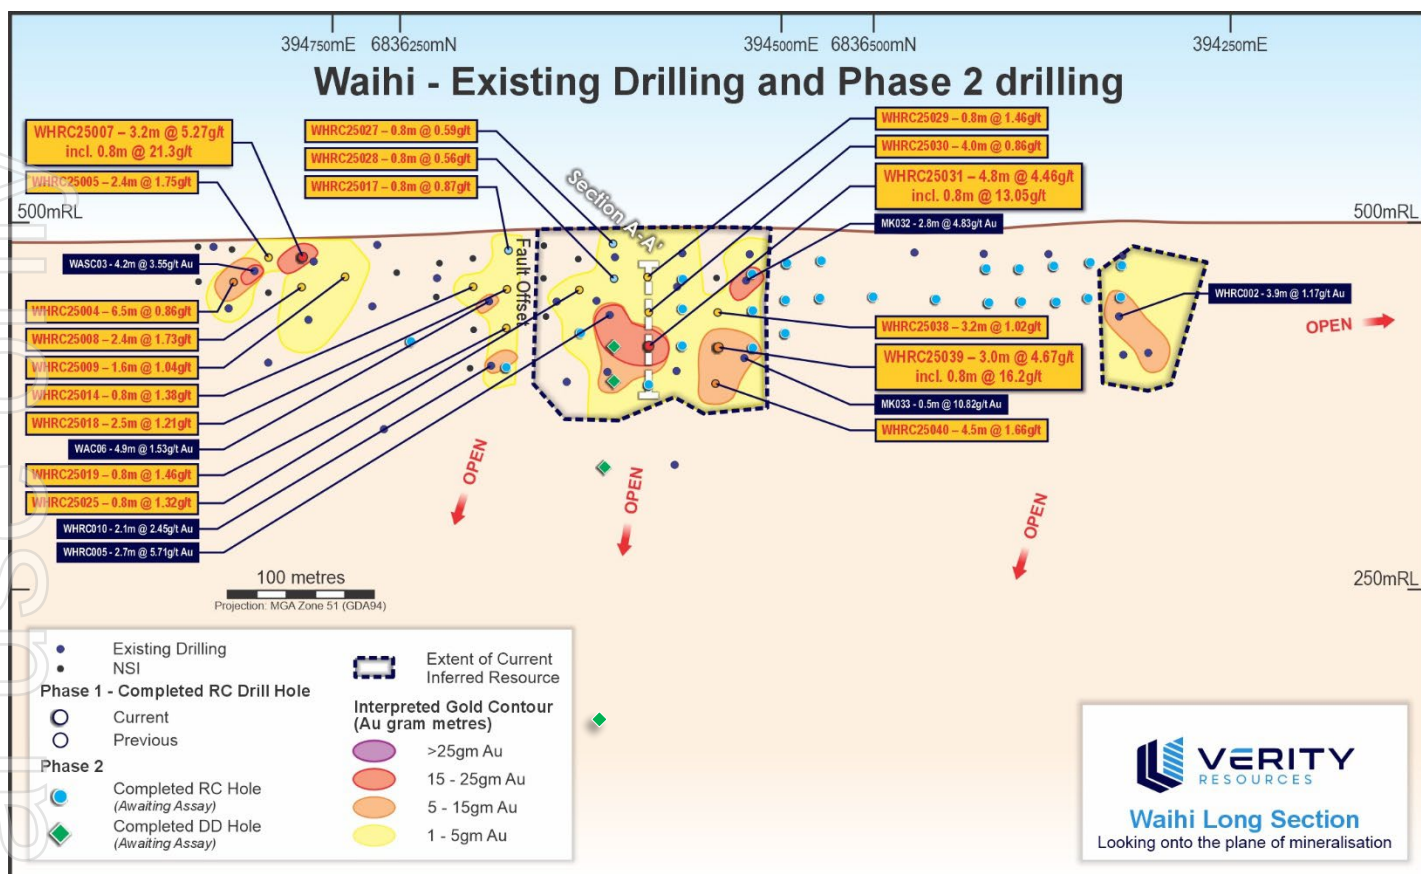 394750mE
6836250mN
394500mE
6836500mN
394250mE
Waihi - Existing Drilling and Phase 2 drilling
WHRC25007 – 3.2m @ 5.27g/t
incl. 0.8m @ 21.3g/t
WHRC25005 – 2.4m @ 1.75g/t
WHRC25027 – 0.8m @ 0.59g/t
WHRC25028 – 0.8m @ 0.56g/t
WHRC25017 – 0.8m @ 0.87g/t
WHRC25029 – 0.8m @ 1.46g/t
WHRC25030 – 4.0m @ 0.86g/t
WHRC25031 – 4.8m @ 4.46g/t
incl. 0.8m @ 13.05g/t
MK032 - 2.8m @ 4.83g/t Au
500mRL
500mRL
Section A-A'
Fault Offset
WASC03 - 4.2m @ 3.55g/t Au
WHRC25004 – 6.5m @ 0.86g/t
WHRC25008 – 2.4m @ 1.73g/t
WHRC25009 – 1.6m @ 1.04g/t
WHRC25014 – 0.8m @ 1.38g/t
WHRC25018 – 2.5m @ 1.21g/t
WAC06 - 4.9m @ 1.53g/t Au
WHRC25019 – 0.8m @ 1.46g/t
WHRC25025 – 0.8m @ 1.32g/t
WHRC010 - 2.1m @ 2.45g/t Au
WHRC005 - 2.7m @ 5.71g/t Au
WHRC002 - 3.9m @ 1.17g/t Au
OPEN
WHRC25038 – 3.2m @ 1.02g/t
WHRC25039 – 3.0m @ 4.67g/t
incl. 0.8m @ 16.2g/t
MK033 - 0.5m @ 10.82g/t Au
WHRC25040 – 4.5m @ 1.66g/t
OPEN
OPEN
OPEN
250mRL
100 metres
Projection: MGA Zone 51 (GDA94)
Existing Drilling
NSI
Phase 1 - Completed RC Drill Hole
Current
Previous
Phase 2
Completed RC Hole
(Awaiting Assay)
Completed DD Hole
(Awaiting Assay)
Extent of Current
Inferred Resource
Interpreted Gold Contour
(Au gram metres)
>25gm Au
15 - 25gm Au
5 - 15gm Au
1 - 5gm Au
VERITY
RESOURCES
Waihi Long Section
Looking onto the plane of mineralisation